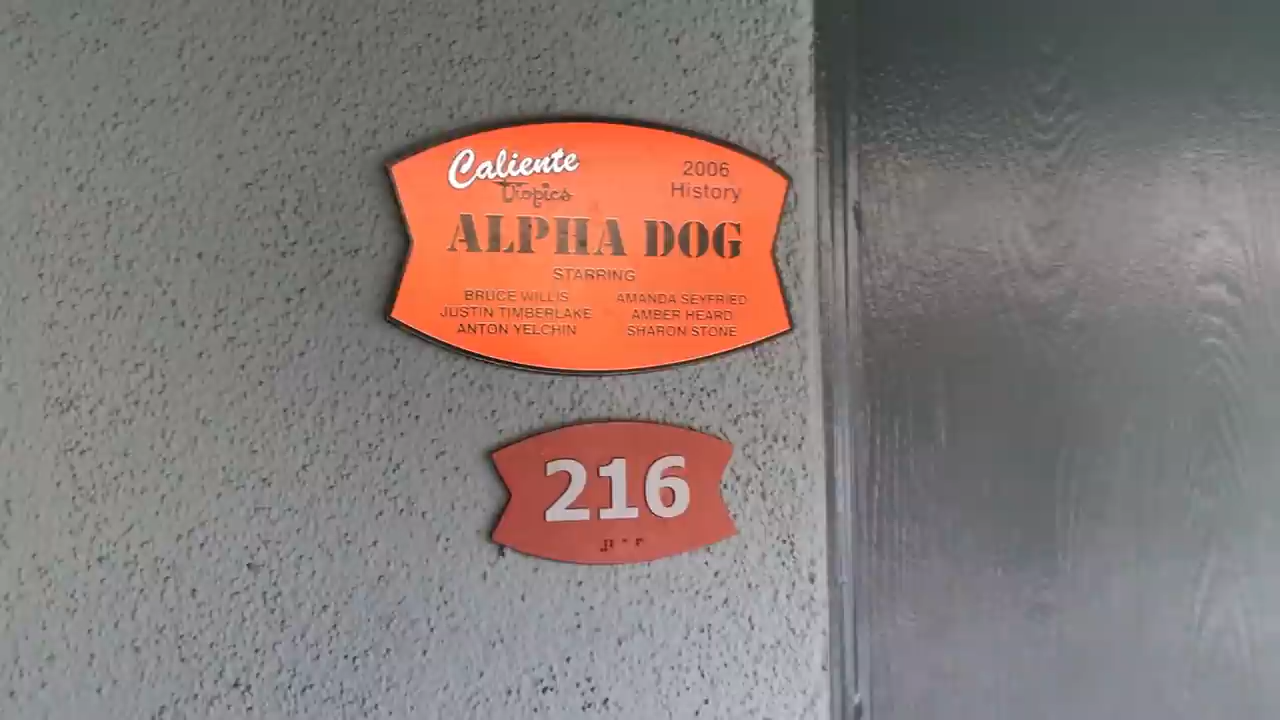 Caliente
Tropics
2006
History
ALPHA DOG
STARRING
BRUCE WILLIS
JUSTIN TIMBERLAKE
ANTON YELCHIN
AMANDA SEYFRIED
AMBER HEARD
SHARON STONE
216